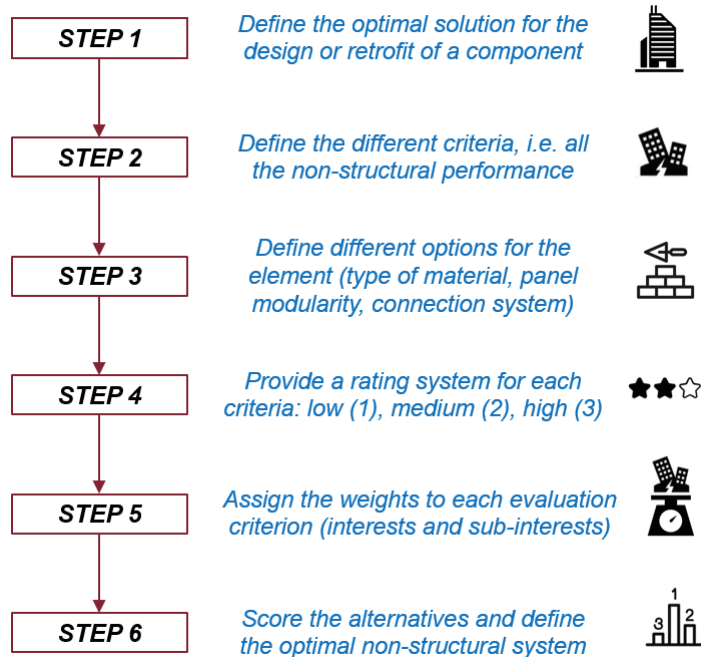 STEP 1
Define the optimal solution for the
design or retrofit of a component
STEP 2
Define the different criteria, i.e. all
the non-structural performance
STEP 3
Define different options for the
element (type of material, panel
modularity, connection system)
STEP 4
Provide a rating system for each
criteria: low (1), medium (2), high (3)
STEP 5
Assign the weights to each evaluation
criterion (interests and sub-interests)
STEP 6
Score the alternatives and define
the optimal non-structural system
1
2
3